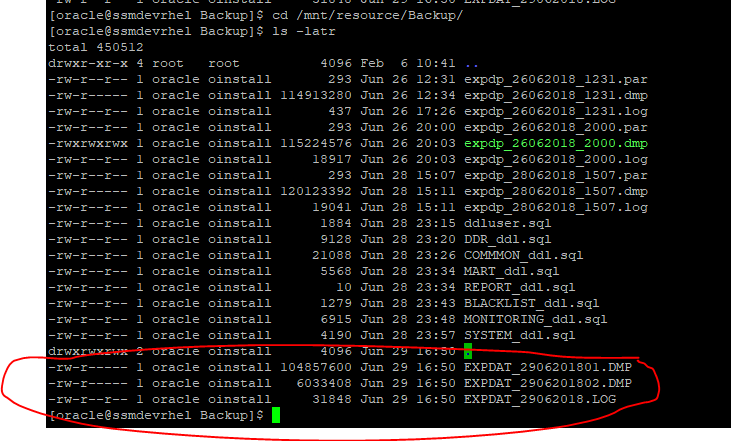 [oracle@ssmdevrhel Backup]$ cd /mnt/resource/Backup/
[oracle@ssmdevrhel Backup]$ ls -latr
total 450512
drwxr-xr-x 4 root   root          4096 Feb  6 10:41 ..
-rw-r--r-- 1 oracle oinstall       293 Jun 26 12:31 expdp_26062018_1231.par
-rw-r----- 1 oracle oinstall 114913280 Jun 26 12:34 expdp_26062018_1231.dmp
-rw-r--r-- 1 oracle oinstall       437 Jun 26 17:26 expdp_26062018_1231.log
-rw-r--r-- 1 oracle oinstall       293 Jun 26 20:00 expdp_26062018_2000.par
-rwxrwxrwx 1 oracle oinstall 115224576 Jun 26 20:03 expdp_26062018_2000.dmp
-rw-r--r-- 1 oracle oinstall     18917 Jun 26 20:03 expdp_26062018_2000.log
-rw-r--r-- 1 oracle oinstall       293 Jun 28 15:07 expdp_28062018_1507.par
-rw-r----- 1 oracle oinstall 120123392 Jun 28 15:11 expdp_28062018_1507.dmp
-rw-r--r-- 1 oracle oinstall     19041 Jun 28 15:11 expdp_28062018_1507.log
-rw-r--r-- 1 oracle oinstall      1884 Jun 28 23:15 ddluser.sql
-rw-r--r-- 1 oracle oinstall      9128 Jun 28 23:20 DDR_ddl.sql
-rw-r--r-- 1 oracle oinstall     21088 Jun 28 23:26 COMMMON_ddl.sql
-rw-r--r-- 1 oracle oinstall      5568 Jun 28 23:34 MART_ddl.sql
-rw-r--r-- 1 oracle oinstall        10 Jun 28 23:34 REPORT_ddl.sql
-rw-r--r-- 1 oracle oinstall      1279 Jun 28 23:43 BLACKLIST_ddl.sql
-rw-r--r-- 1 oracle oinstall      6915 Jun 28 23:48 MONITORING_ddl.sql
-rw-r--r-- 1 oracle oinstall      4190 Jun 28 23:57 SYSTEM_ddl.sql
drwxrwxrwx 2 oracle oinstall      4096 Jun 29 16:50 .
-rw-r----- 1 oracle oinstall 104857600 Jun 29 16:50 EXPDAT_2906201801.DMP
-rw-r----- 1 oracle oinstall   6033408 Jun 29 16:50 EXPDAT_2906201802.DMP
-rw-r--r-- 1 oracle oinstall     31848 Jun 29 16:50 EXPDAT_29062018.LOG
[oracle@ssmdevrhel Backup]$